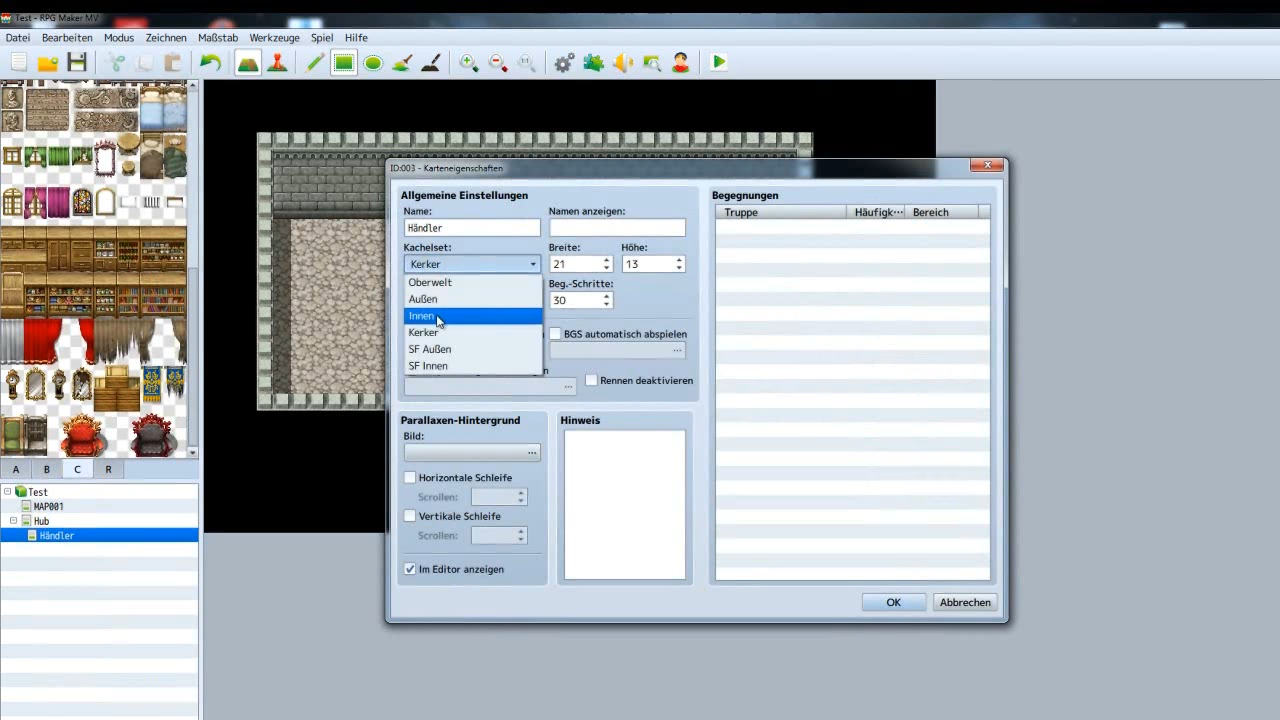 Test - RPG Maker MV
Datei Bearbeiten Modus Zeichnen Maßstab Werkzeuge Spiel Hilfe
1:1
ID:003 - Karteneigenschaften
Allgemeine Einstellungen
Name:
Namen anzeigen:
Händler
Kachelset:
Breite:
Höhe:
Kerker
21
13
Oberwelt
Außen
Innen
Kerker
SF Außen
SF Innen
Beg.-Schritte:
30
BGS automatisch abspielen
...
...
Rennen deaktivieren
Parallaxen-Hintergrund
Bild:
...
Horizontale Schleife
Scrollen:
Vertikale Schleife
Scrollen:
Im Editor anzeigen
Hinweis
Begegnungen
Truppe Häufigk··· Bereich
OK Abbrechen
A B C R
Test
MAP001
Hub
Händler